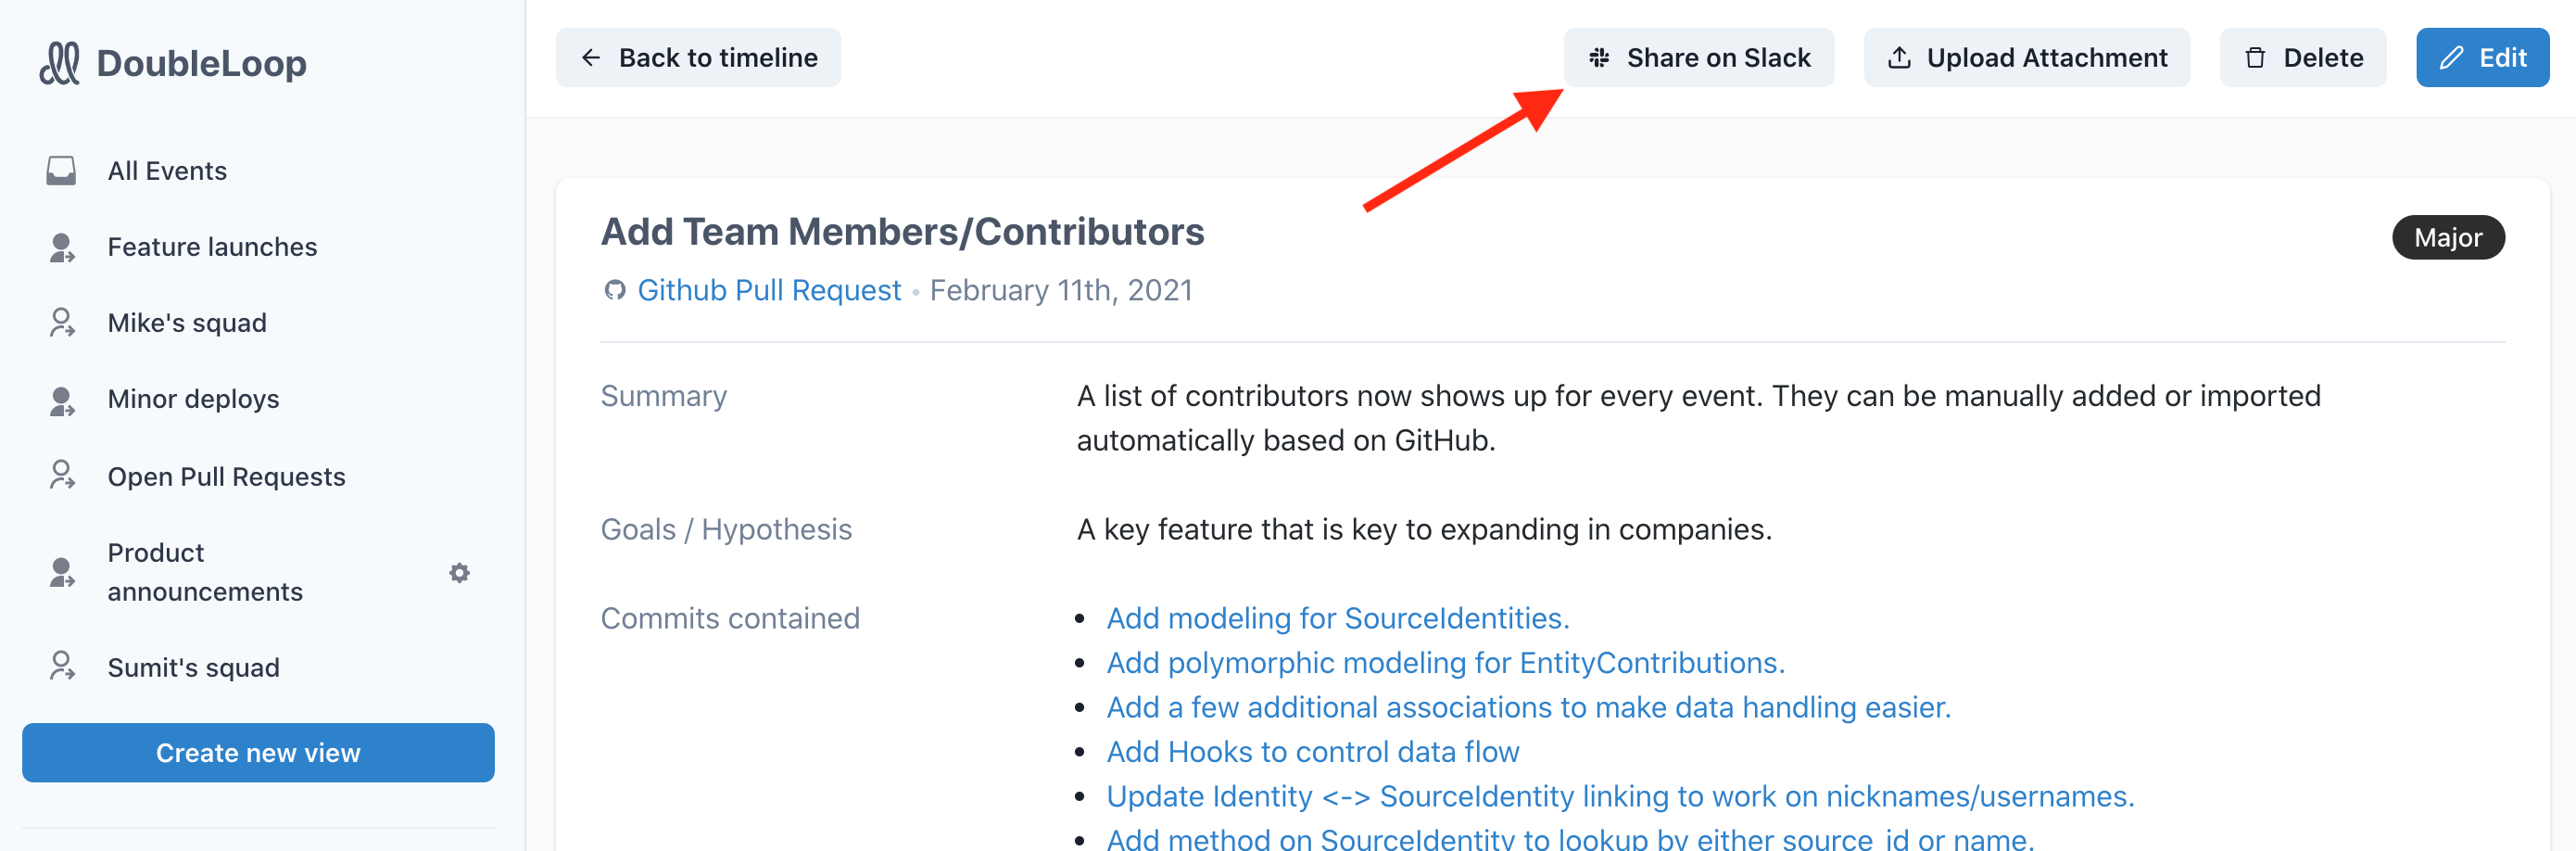 DoubleLoop
All Events
Feature launches
Mike's squad
Minor deploys
Open Pull Requests
Product
announcements
Sumit's squad
Create new view
Back to timeline
Share on Slack
Upload Attachment
Delete
Edit
Add Team Members/Contributors
Major
Github Pull Request • February 11th, 2021
Summary
A list of contributors now shows up for every event. They can be manually added or imported
automatically based on GitHub.
Goals / Hypothesis
A key feature that is key to expanding in companies.
Commits contained
• Add modeling for SourceIdentities.
• Add polymorphic modeling for EntityContributions.
• Add a few additional associations to make data handling easier.
• Add Hooks to control data flow
• Update Identity <-> SourceIdentity linking to work on nicknames/usernames.
• Add method on SourceIdentity to lookup by either source_id or name.